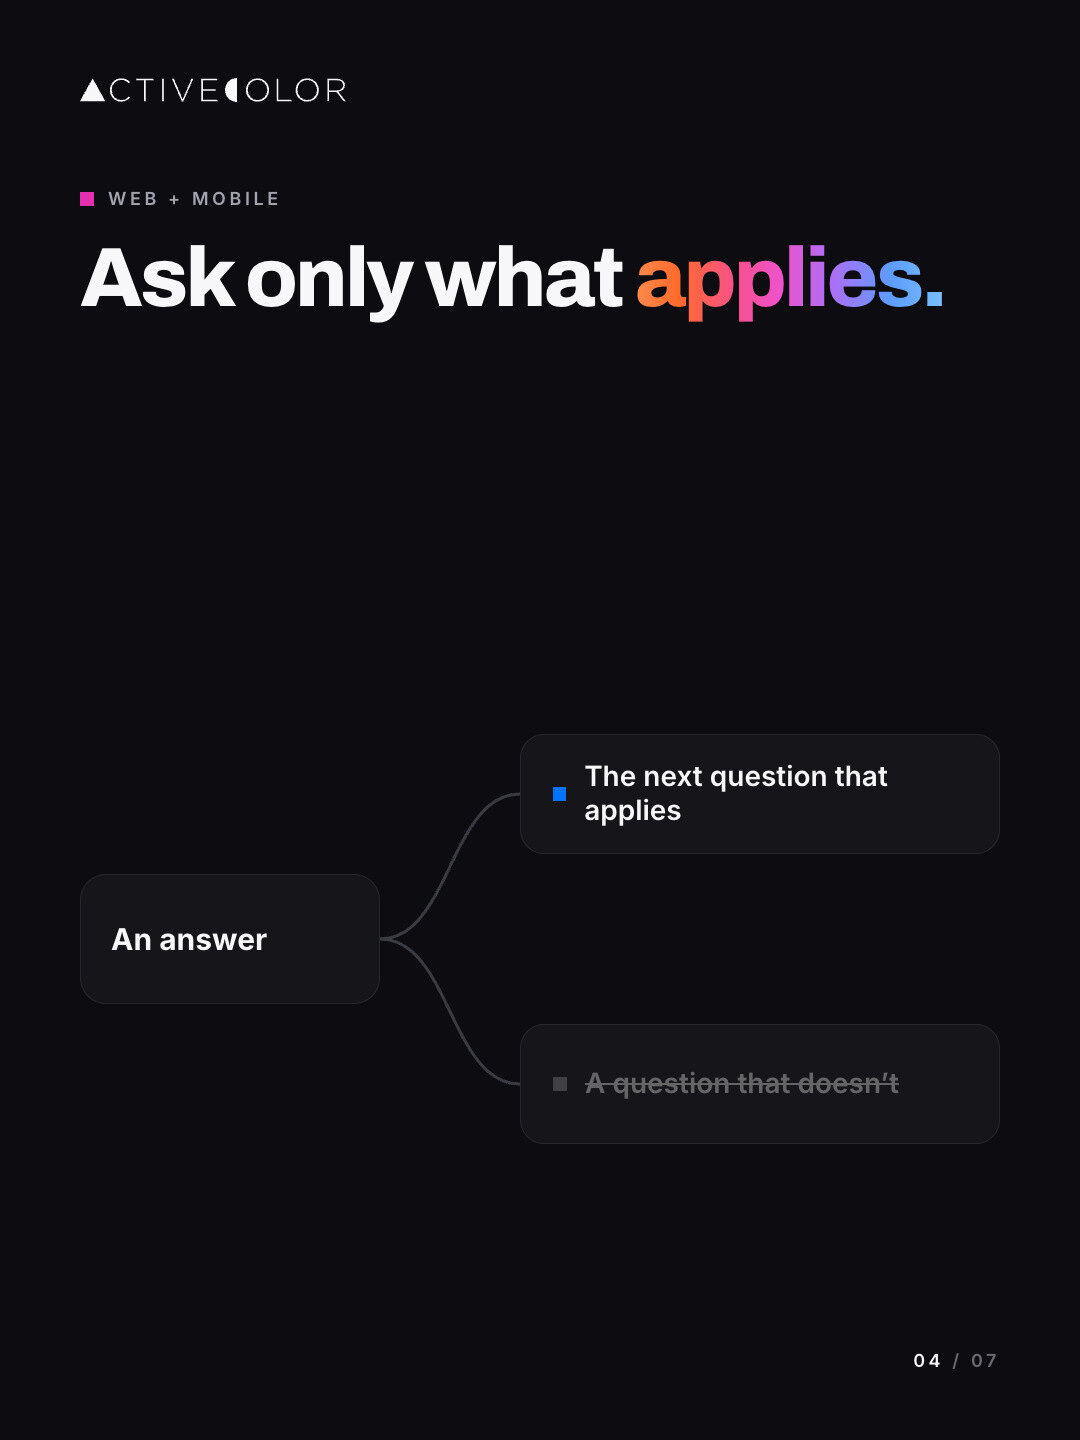 ACTIVECOLOR
WEB + MOBILE
Ask only what applies.
The next question that
applies
An answer
A question that doesn’t
04 / 07